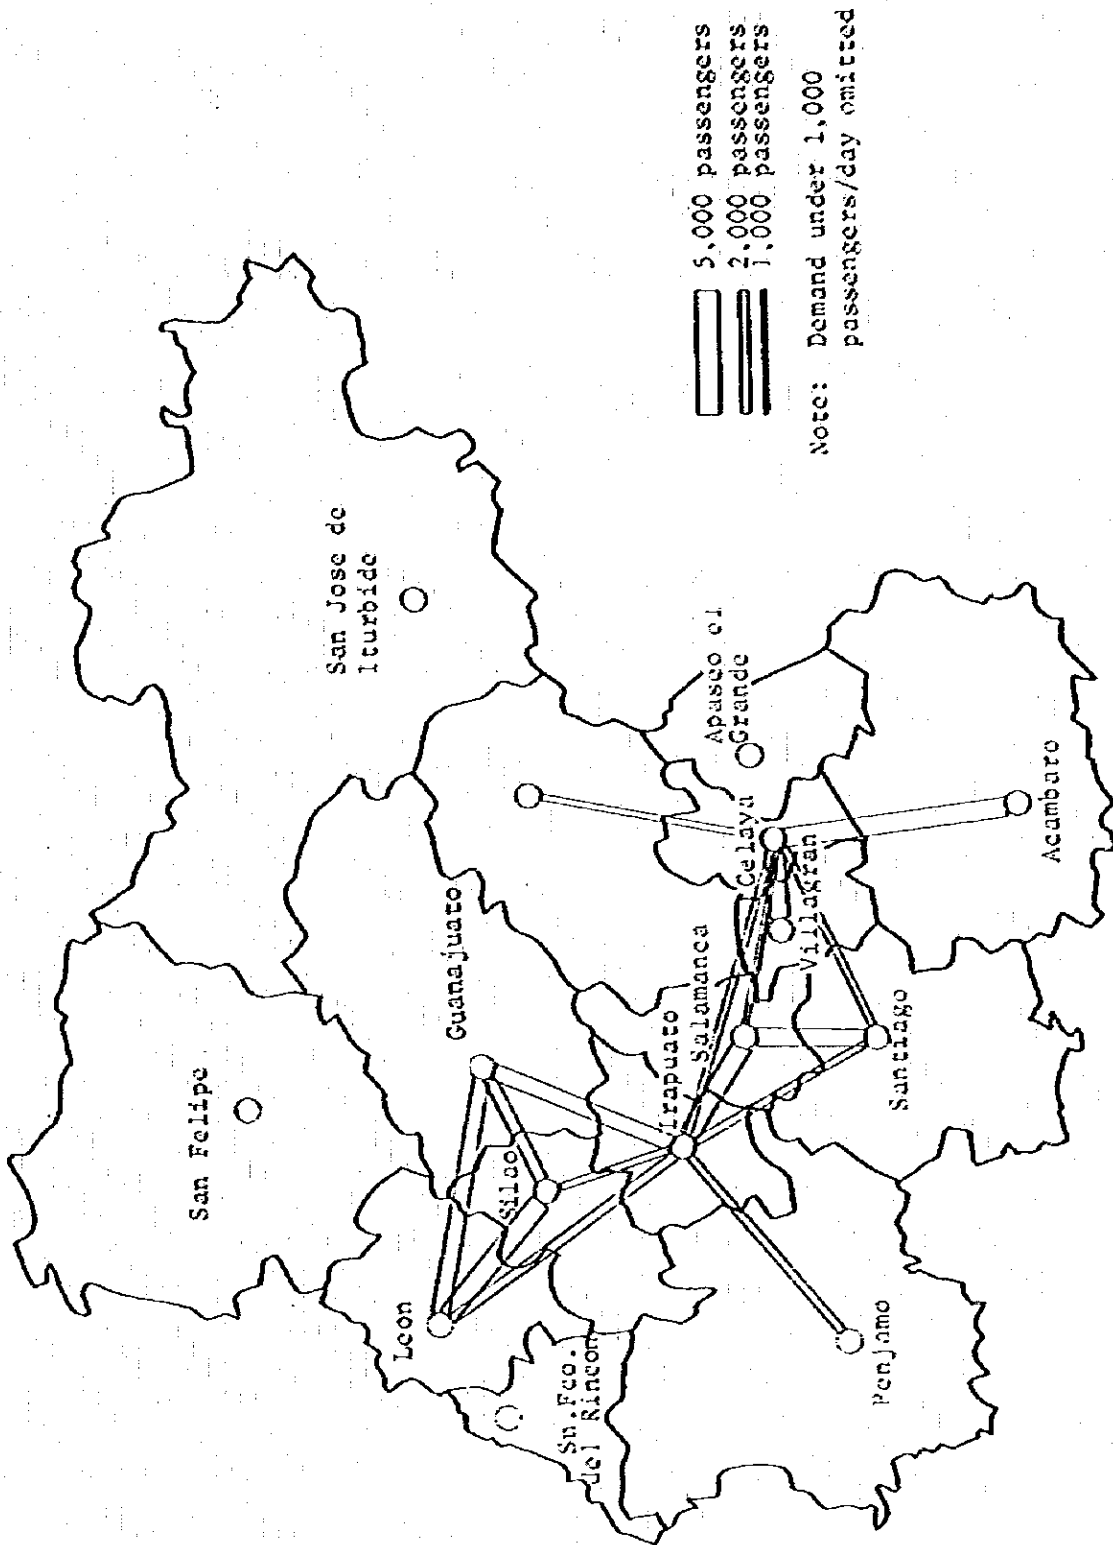 San Felipe
San Jose de
Iturbide
Guanajuato
Leon
Silao
Sn.Fco.
del Rincon
Irapuato
Salamanca
Celaya
Apaseo el
Grande
Villagran
Penjamo
Santiago
Acambaro
5,000 passengers
2,000 passengers
1,000 passengers
Note: Demand under 1,000
passengers/day omitted